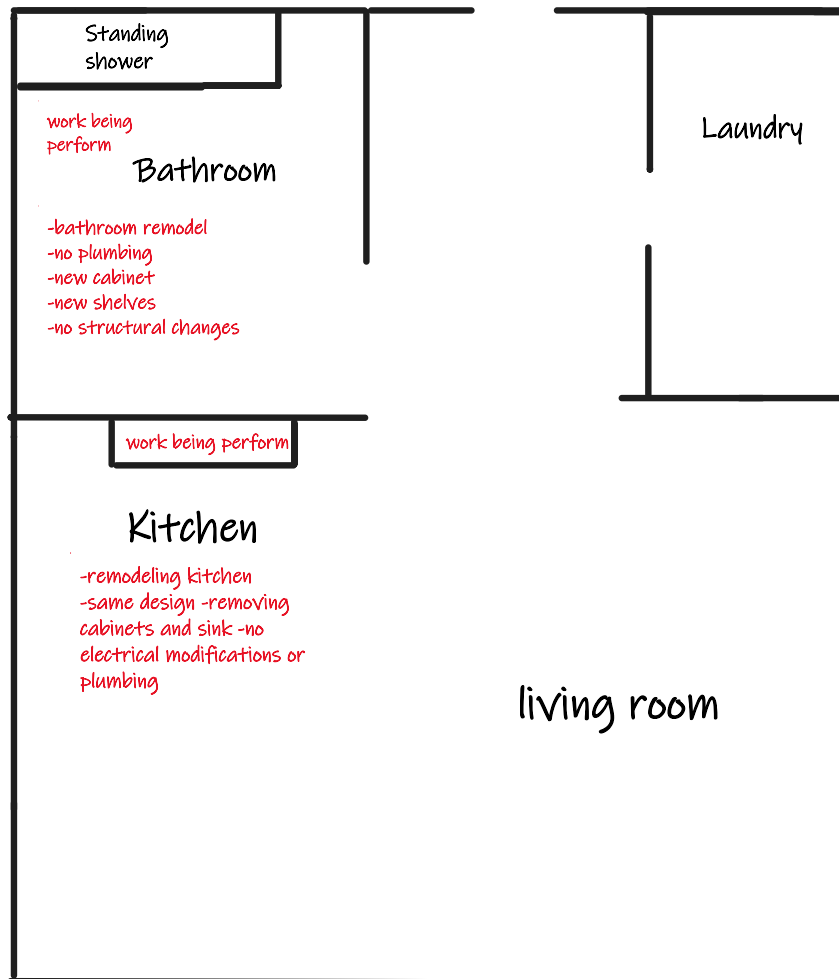 Standing
shower
work being
perform
Bathroom
-bathroom remodel
-no plumbing
-new cabinet
-new shelves
-no structural changes
Laundry
work being perform
Kitchen
-remodeling kitchen
-same design -removing
cabinets and sink -no
electrical modifications or
plumbing
living room